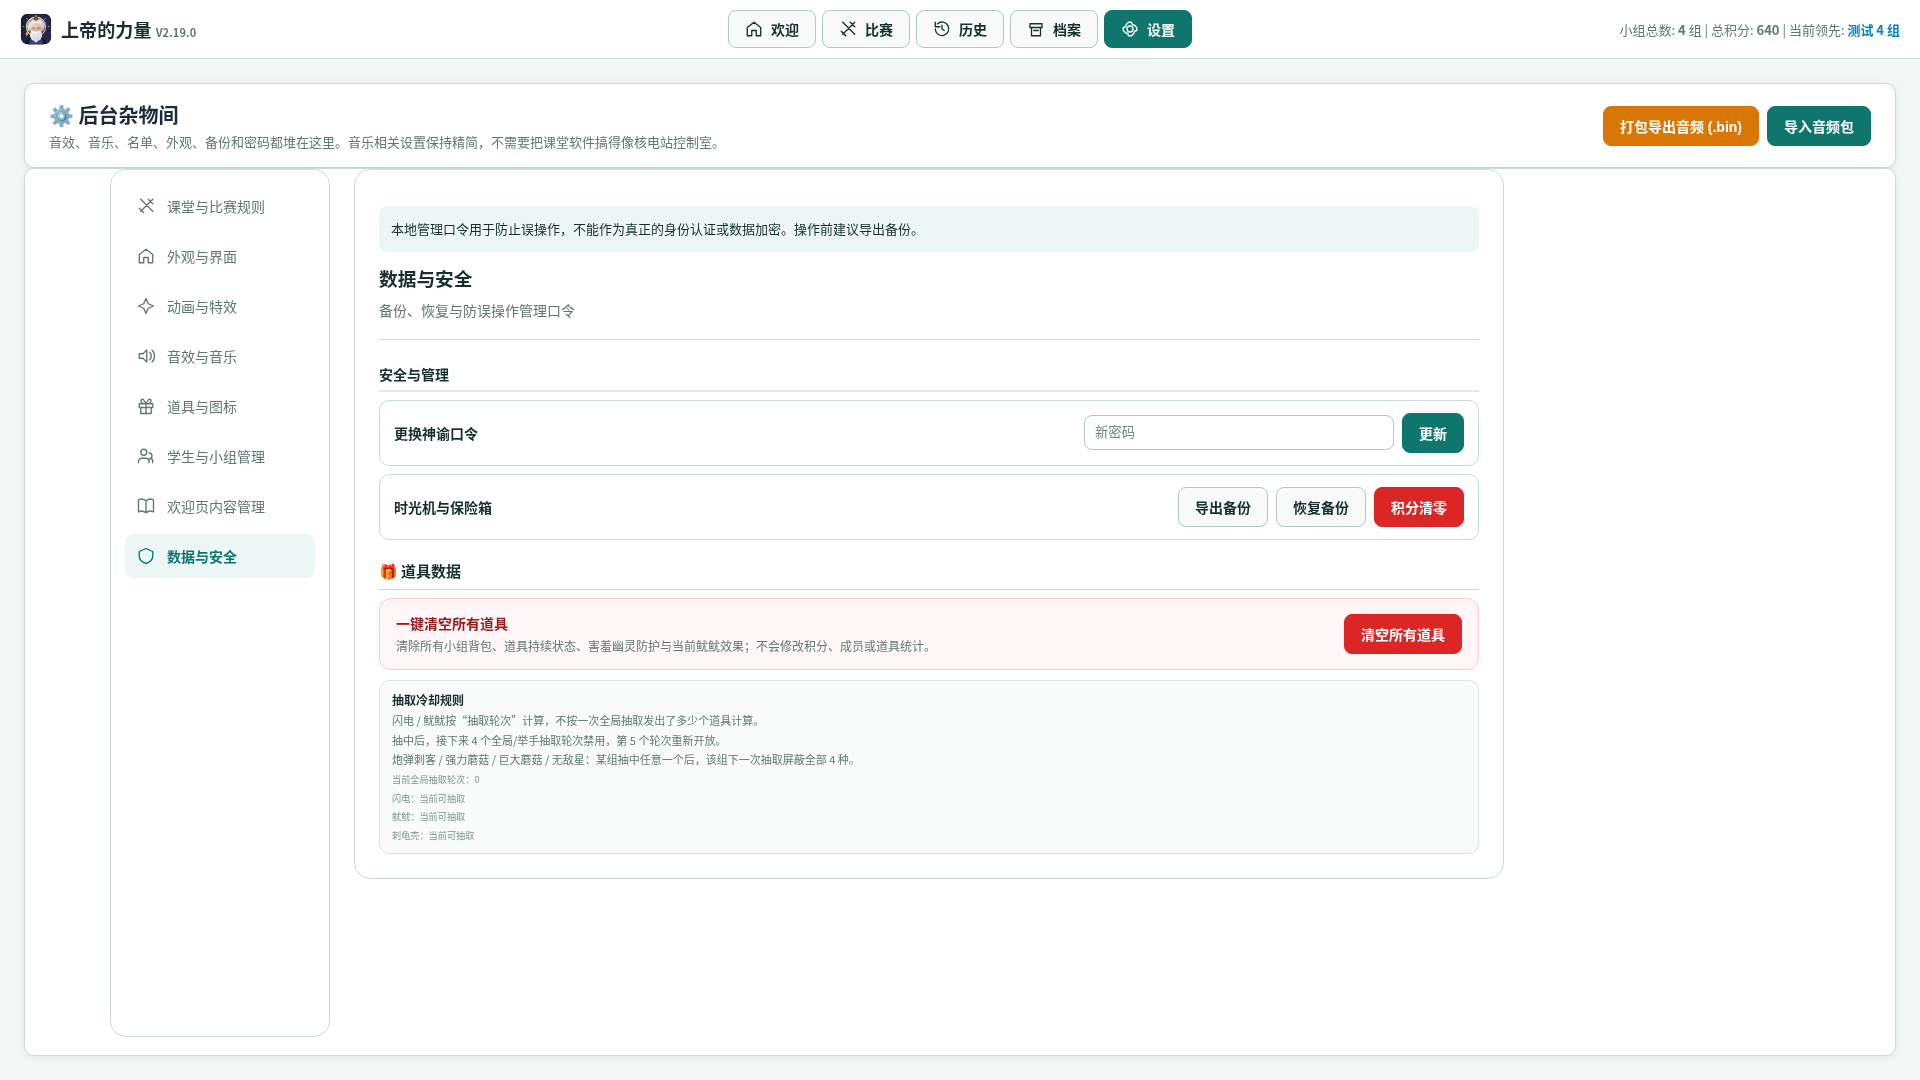 上帝的力量 V2.19.0
欢迎
比赛
历史
档案
设置
小组总数: 4 组 | 总积分: 640 | 当前领先: 测试 4 组
后台杂物间
音效、音乐、名单、外观、备份和密码都堆在这里。音乐相关设置保持精简，不需要把课堂软件搞得像核电站控制室。
打包导出音频 (.bin)
导入音频包
课堂与比赛规则
外观与界面
动画与特效
音效与音乐
道具与图标
学生与小组管理
欢迎页内容管理
数据与安全
本地管理口令用于防止误操作，不能作为真正的身份认证或数据加密。操作前建议导出备份。
数据与安全
备份、恢复与防误操作管理口令
安全与管理
更换神谕口令
新密码
更新
时光机与保险箱
导出备份
恢复备份
积分清零
道具数据
一键清空所有道具
清除所有小组背包、道具持续状态、害羞幽灵防护与当前鱿鱿效果；不会修改积分、成员或道具统计。
清空所有道具
抽取冷却规则
闪电 / 鱿鱿按“抽取轮次”计算，不按一次全局抽取发出了多少个道具计算。
抽中后，接下来 4 个全局/举手抽取轮次禁用，第 5 个轮次重新开放。
炮弹刺客 / 强力蘑菇 / 巨大蘑菇 / 无敌星：某组抽中任意一个后，该组下一次抽取屏蔽全部 4 种。
当前全局抽取轮次：0
闪电：当前可抽取
鱿鱿：当前可抽取
刺龟壳：当前可抽取